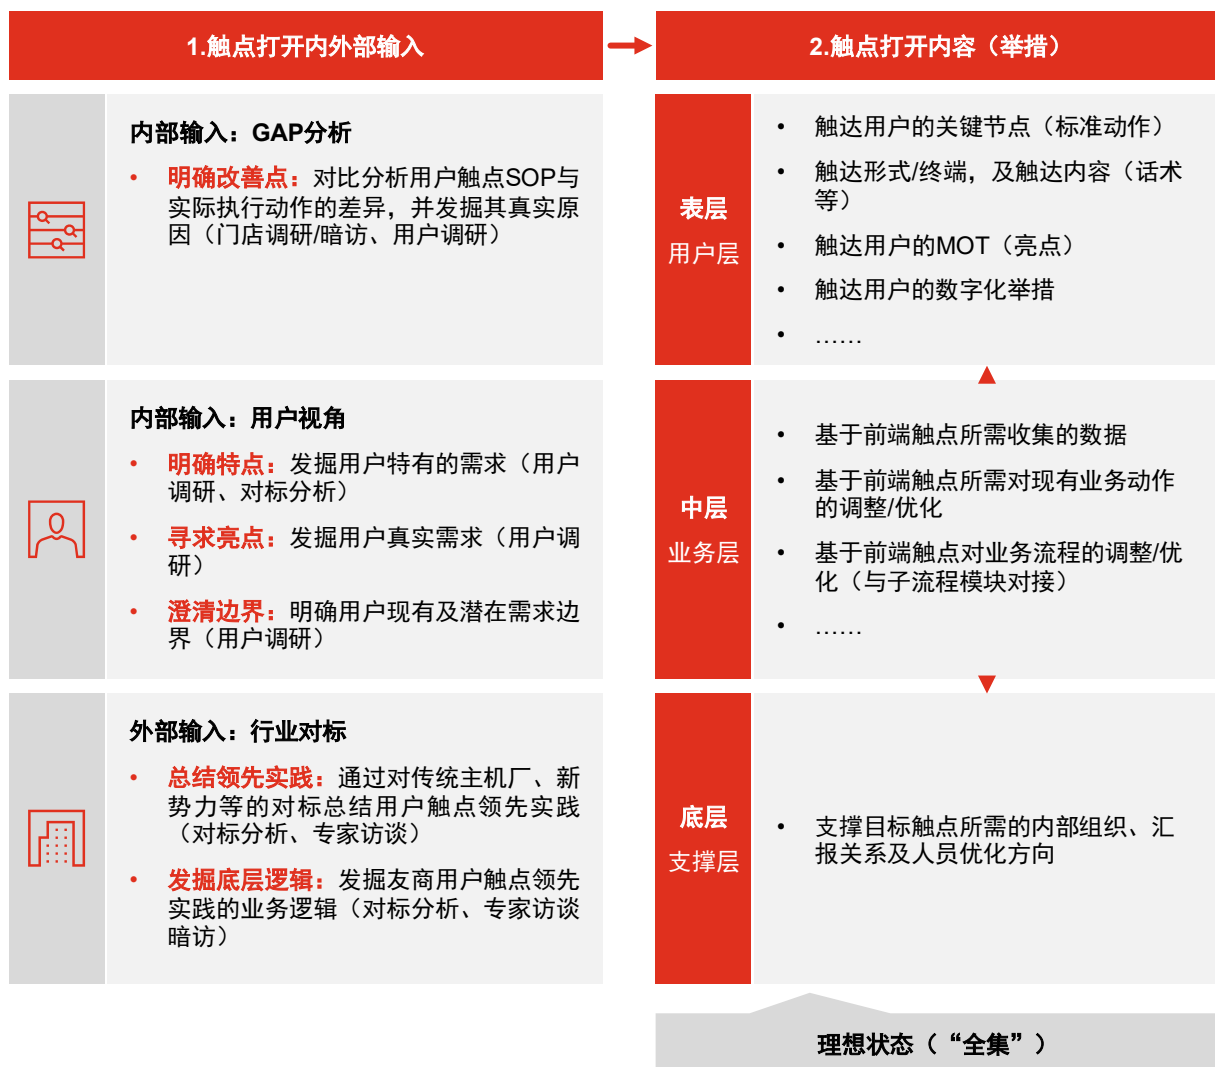 1.触点打开内外部输入
2.触点打开内容（举措）
内部输入：GAP分析
• 明确改善点：对比分析用户触点SOP与
实际执行动作的差异，并发掘其真实原
因（门店调研/暗访、用户调研）
内部输入：用户视角
• 明确特点：发掘用户特有的需求（用户
调研、对标分析）
• 寻求亮点：发掘用户真实需求（用户调
研）
• 澄清边界：明确用户现有及潜在需求边
界（用户调研）
外部输入：行业对标
• 总结领先实践：通过对传统主机厂、新
势力等的对标总结用户触点领先实践
（对标分析、专家访谈）
• 发掘底层逻辑：发掘友商用户触点领先
实践的业务逻辑（对标分析、专家访谈
暗访）
表层
用户层
• 触达用户的关键节点（标准动作）
• 触达形式/终端，及触达内容（话术
等）
• 触达用户的MOT（亮点）
• 触达用户的数字化举措
• ……
中层
业务层
• 基于前端触点所需收集的数据
• 基于前端触点所需对现有业务动作
的调整/优化
• 基于前端触点对业务流程的调整/优
化（与子流程模块对接）
• ……
底层
支撑层
• 支撑目标触点所需的内部组织、汇
报关系及人员优化方向
理想状态（“全集”）